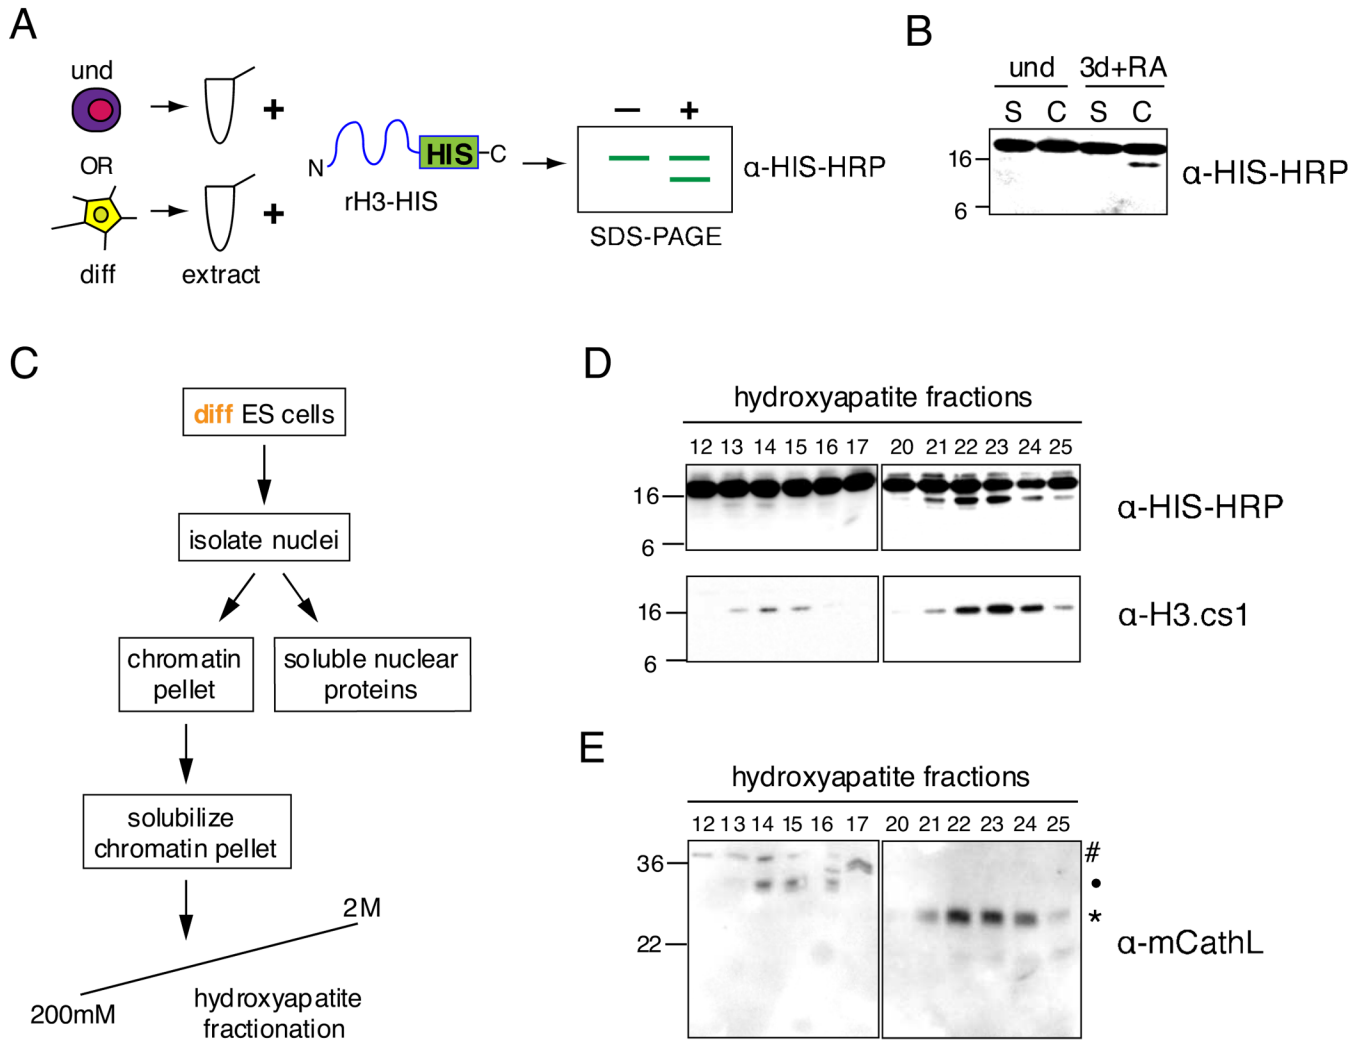 A
und
OR
diff
extract
+
+
N
HIS
C
rH3-HIS
– +
α-HIS-HRP
SDS-PAGE
B
und 3d+RA
S C S C
16
6
α-HIS-HRP
C
diff ES cells
isolate nuclei
chromatin
pellet
soluble nuclear
proteins
solubilize
chromatin pellet
2M
200mM
hydroxyapatite
fractionation
D
hydroxyapatite fractions
12 13 14 15 16 17 20 21 22 23 24 25
16
6
α-HIS-HRP
16
6
α-H3.cs1
E
hydroxyapatite fractions
12 13 14 15 16 17 20 21 22 23 24 25
36
22
#
•
*
α-mCathL